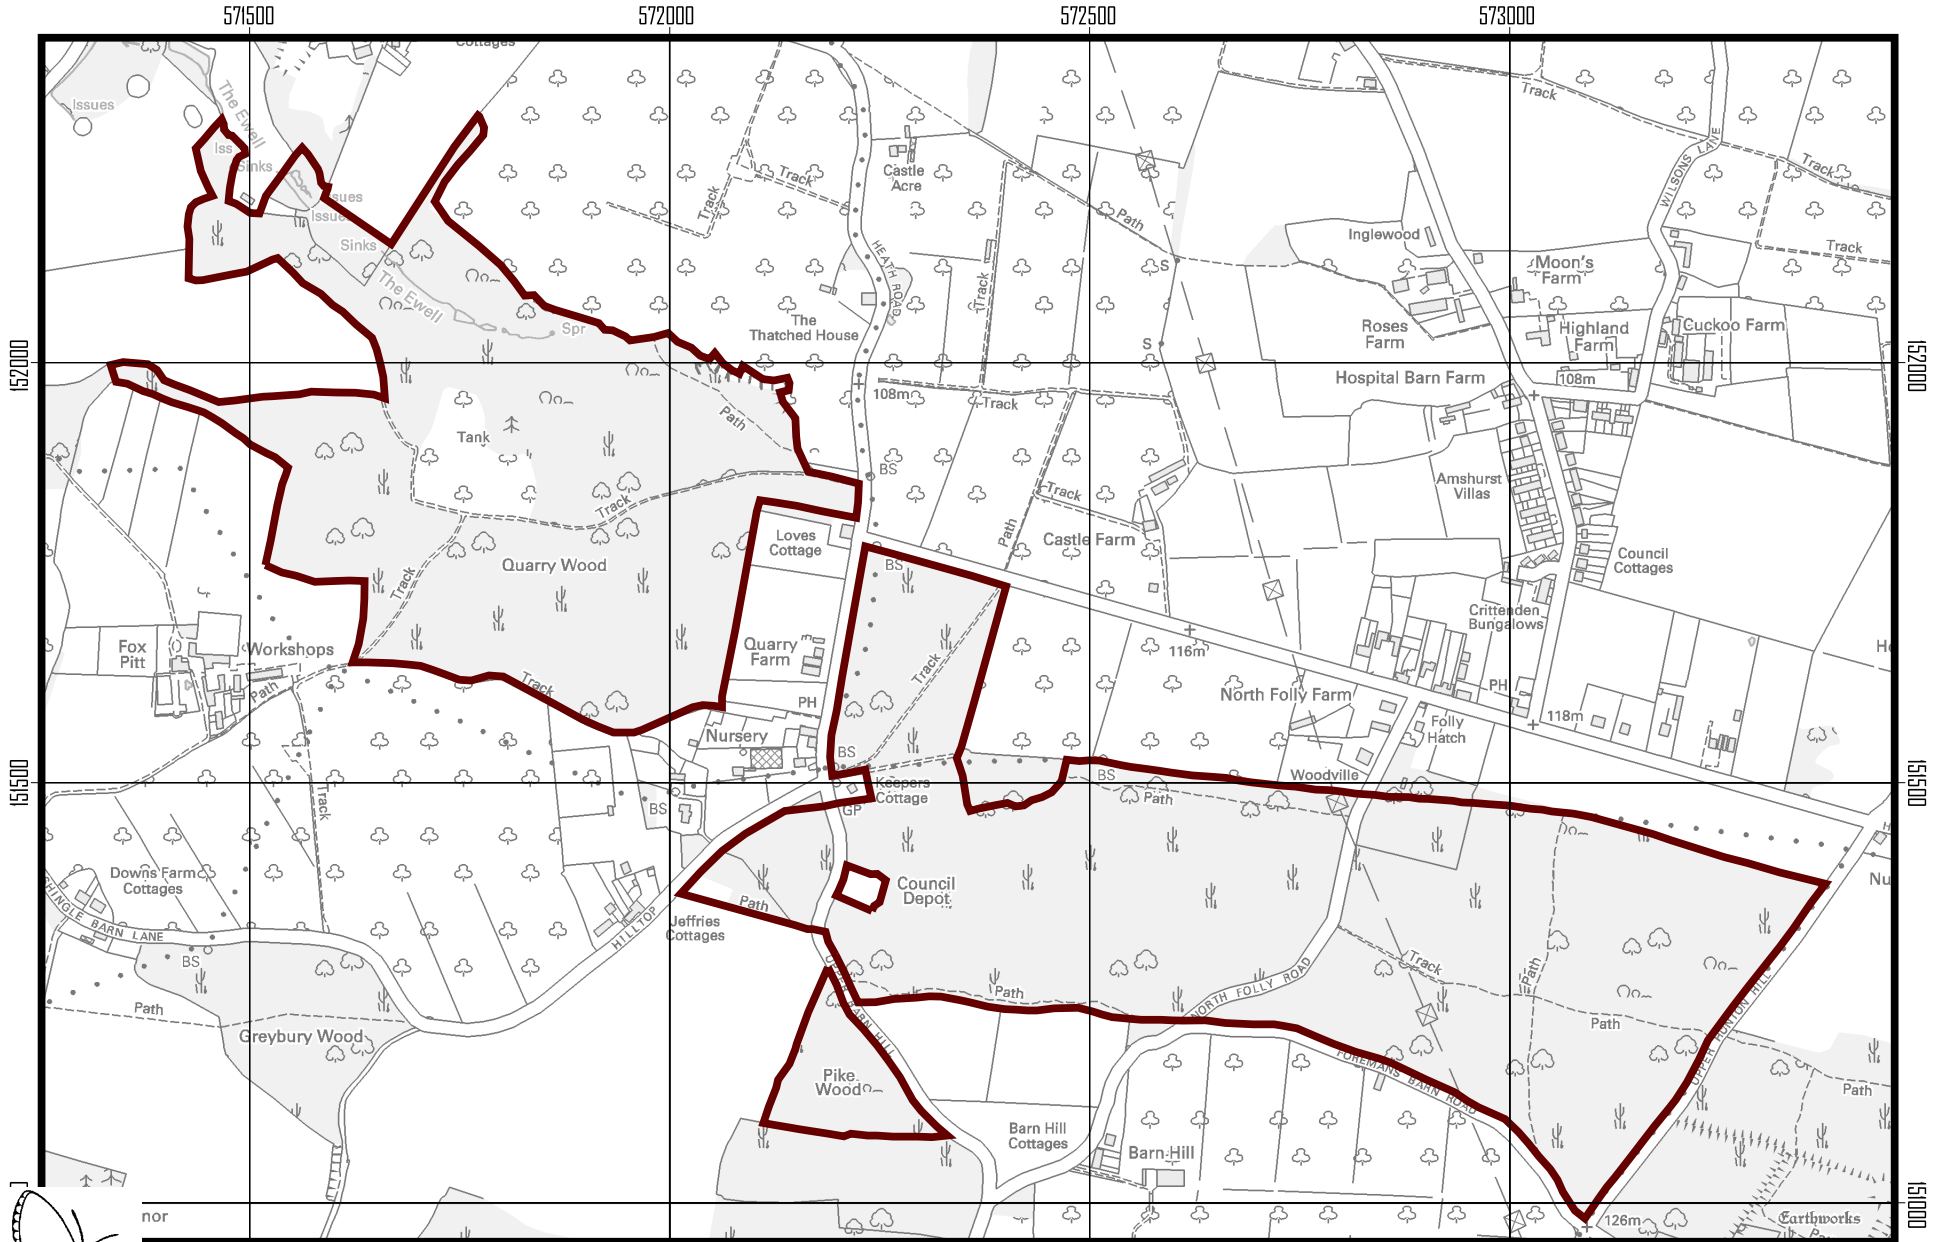 571500
572000
572500
573000
Cottages
The Ewell
Issues
Iss
Sinks
Issues
Sinks
The Ewell
Spr
Track
Track
Castle
Acre
HEATH ROAD
The
Thatched House
Path
S
S
Track
Inglewood
Roses
Farm
Moon's
Farm
Highland
Farm
Cuckoo Farm
WILSONS LANE
Track
Track
Track
152000
152000
Hospital Barn Farm
108m
108m
Track
Path
Tank
BS
Track
Track
Path
Castle Farm
Amshurst
Villas
Council
Cottages
Crittenden
Bungalows
Loves
Cottage
BS
Quarry Wood
Track
Fox
Pitt
Workshops
Path
Quarry
Farm
Track
116m
North Folly Farm
PH
118m
Folly
Hatch
Track
PH
Nursery
BS
Woodville
BS
Path
151500
151500
Keepers
Cottage
GP
BS
Track
Downs Farm
Cottages
Council
Depot
Path
Jeffries
Cottages
HILLTOP
SHINGLE BARN LANE
BS
Path
Greybury Wood
UPPER BARN HILL
Path
NORTH FOLLY ROAD
Track
Path
Path
UPPER HUNTON HILL
FOREMANS BARN ROAD
Path
Pike
Wood
Barn Hill
Cottages
Barn Hill
Nu
151000
nor
126m
Earthworks